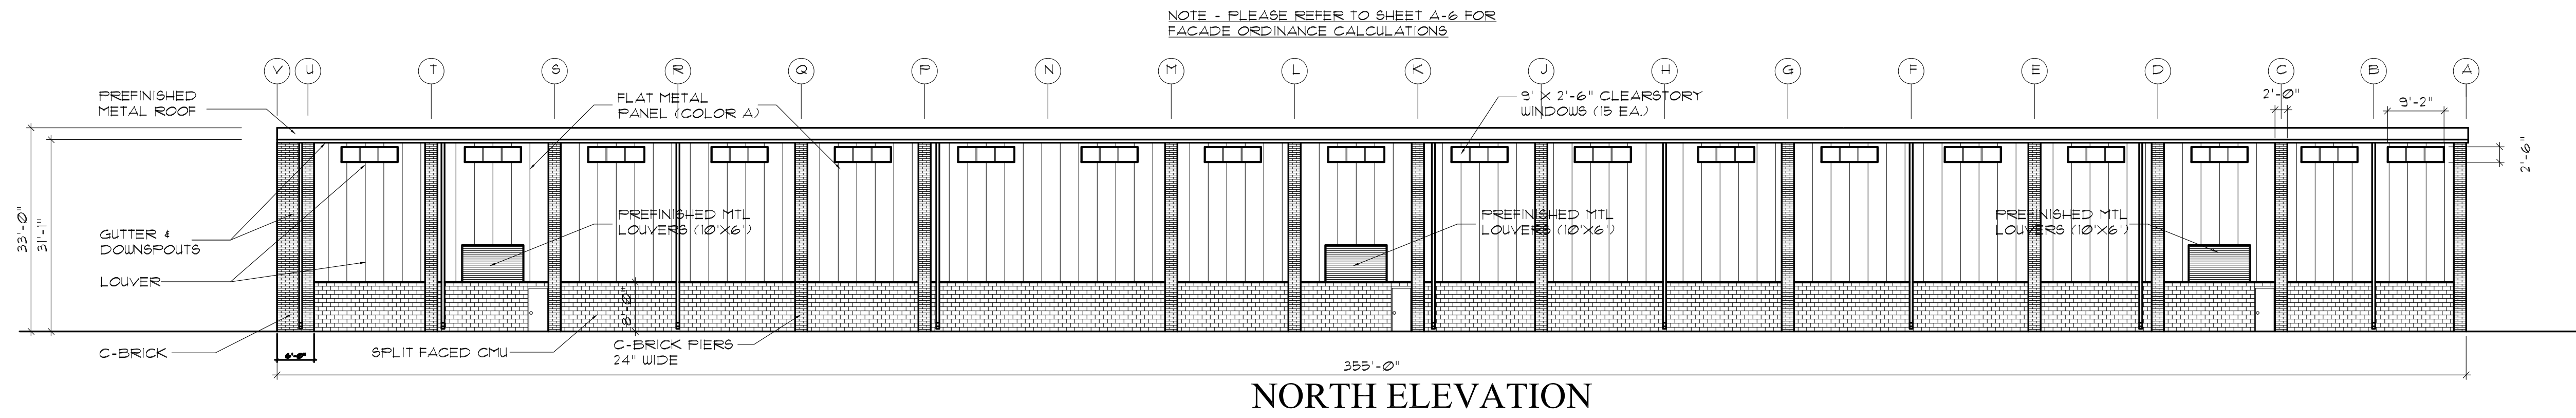 NOTE - PLEASE REFER TO SHEET A-6 FOR
FACADE ORDINANCE CALCULATIONS
V U T S R Q P N M L K J H G F E D C B A
PREFINISHED
METAL ROOF
FLAT METAL
PANEL (COLOR A)
9' X 2'-6" CLEARSTORY
WINDOWS (15 EA.)
2'-0"
9'-2"
2'-6"
33'-0"
31'-1"
GUTTER &
DOWNSPOUTS
LOUVER
PREFINISHED MTL
LOUVERS (10'X6')
PREFINISHED MTL
LOUVERS (10'X6')
PREFINISHED MTL
LOUVERS (10'X6')
8'-0"
C-BRICK
6'-0"
SPLIT FACED CMU
C-BRICK PIERS
24" WIDE
355'-0"
NORTH ELEVATION